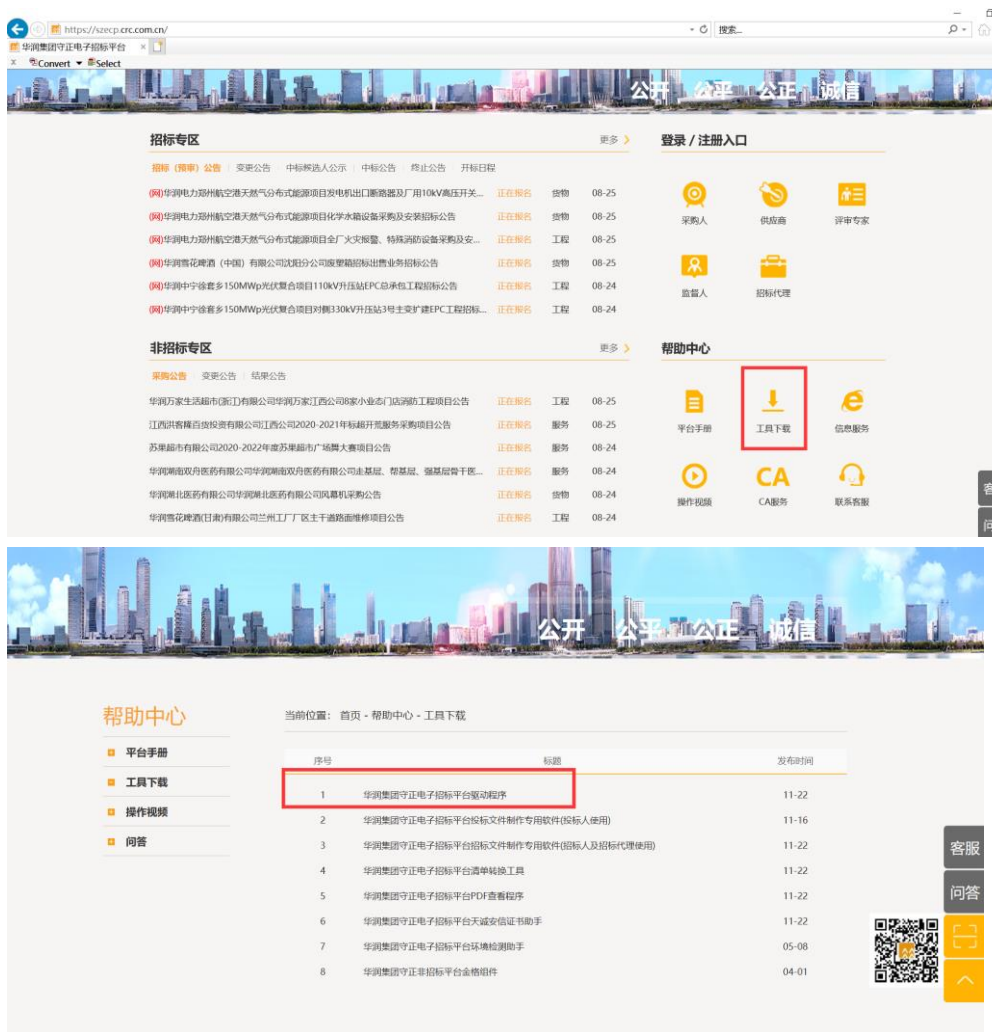 https://szecp.crc.com.cn/
搜索...
华润集团守正电子招标平台
x Convert Select
公开 公平 公正 诚信
招标专区 更多
招标（预审）公告 变更公告 中标候选人公示 中标公告 终止公告 开标日程
(网)华润电力郑州航空港天然气分布式能源项目发电机出口断路器及厂用10kV高压开关... 正在报名 货物 08-25
(网)华润电力郑州航空港天然气分布式能源项目化学水箱设备采购及安装招标公告 正在报名 货物 08-25
(网)华润电力郑州航空港天然气分布式能源项目全厂火灾报警、特殊消防设备采购及安... 正在报名 工程 08-25
(网)华润雪花啤酒（中国）有限公司沈阳分公司废塑箱招标出售业务招标公告 正在报名 货物 08-25
(网)华润中宁徐套乡150MWp光伏复合项目110kV升压站EPC总承包工程招标公告 正在报名 工程 08-24
(网)华润中宁徐套乡150MWp光伏复合项目对侧330kV升压站3号主变扩建EPC工程招标... 正在报名 工程 08-24
登录 / 注册入口
采购人 供应商 评审专家
监督人 招标代理
非招标专区 更多
采购公告 变更公告 结果公告
华润万家生活超市(浙江)有限公司华润万家江西公司8家小业态门店消防工程项目公告 正在报名 工程 08-25
江西洪客隆百货投资有限公司江西公司2020-2021年标超开荒服务采购项目公告 正在报名 服务 08-25
苏果超市有限公司2020-2022年度苏果超市广场舞大赛项目公告 正在报名 服务 08-24
华润湖南双舟医药有限公司华润湖南双舟医药有限公司走基层、帮基层、强基层骨干医... 正在报名 服务 08-24
华润湖北医药有限公司华润湖北医药有限公司风幕机采购公告 正在报名 货物 08-24
华润雪花啤酒(甘肃)有限公司兰州工厂厂区主干道路面维修项目公告 正在报名 工程 08-24
帮助中心
平台手册 工具下载 信息服务
CA
操作视频 CA服务 联系客服
公开 公平 公正 诚信
帮助中心
平台手册
工具下载
操作视频
问答
当前位置： 首页 - 帮助中心 - 工具下载
序号 标题 发布时间
1 华润集团守正电子招标平台驱动程序 11-22
2 华润集团守正电子招标平台投标文件制作专用软件(投标人使用) 11-16
3 华润集团守正电子招标平台招标文件制作专用软件(招标人及招标代理使用) 11-22
4 华润集团守正电子招标平台清单转换工具 11-22
5 华润集团守正电子招标平台PDF查看程序 11-22
6 华润集团守正电子招标平台天诚安信证书助手 11-22
7 华润集团守正电子招标平台环境检测助手 05-08
8 华润集团守正非招标平台金格组件 04-01
客服
问答